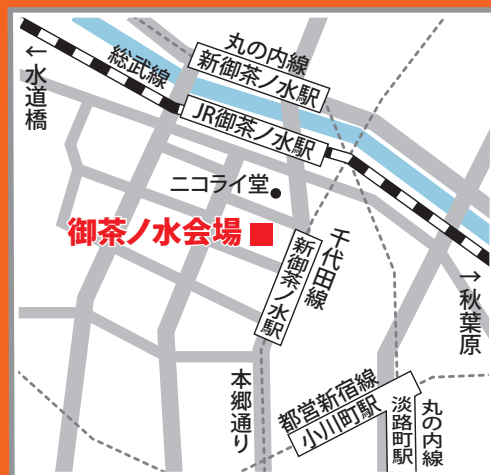 丸の内線
新御茶ノ水駅
総武線
←水道橋
JR御茶ノ水駅
ニコライ堂
御茶ノ水会場
千代田線
新御茶ノ水駅
→秋葉原
本郷通り
都営新宿線
小川町駅
淡路町駅
丸の内線